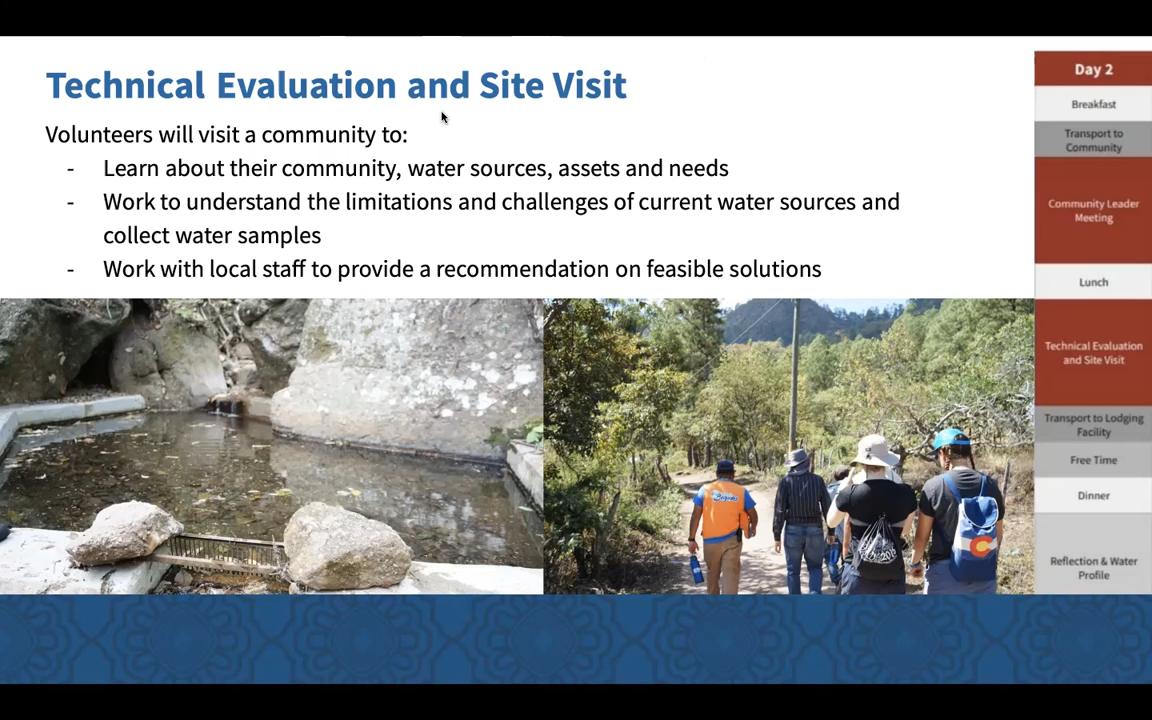 Technical Evaluation and Site Visit
Volunteers will visit a community to:
- Learn about their community, water sources, assets and needs
- Work to understand the limitations and challenges of current water sources and
collect water samples
- Work with local staff to provide a recommendation on feasible solutions
Day 2
Breakfast
Transport to
Community
Community Leader
Meeting
Lunch
Technical Evaluation
and Site Visit
Transport to Lodging
Facility
Free Time
Dinner
Reflection & Water
Profile